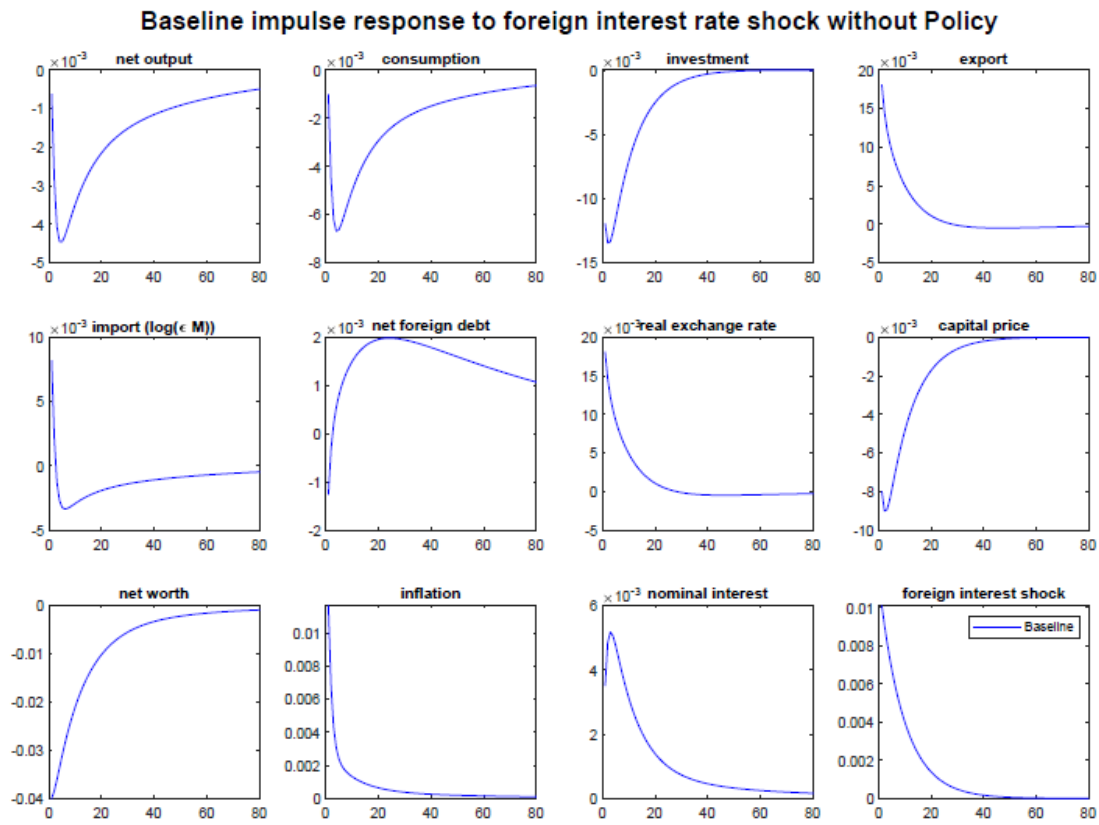 Baseline impulse response to foreign interest rate shock without Policy
×10⁻³ net output
0
-1
-2
-3
-4
-5
0 20 40 60 80
×10⁻³ consumption
0
-2
-4
-6
-8
0 20 40 60 80
×10⁻³ investment
0
-5
-10
-15
0 20 40 60 80
×10⁻³ export
20
15
10
5
0
-5
0 20 40 60 80
×10⁻³ import (log(ϵ M))
10
5
0
-5
0 20 40 60 80
×10⁻³ net foreign debt
2
1
0
-1
-2
0 20 40 60 80
×10⁻³ real exchange rate
20
15
10
5
0
-5
0 20 40 60 80
×10⁻³ capital price
0
-2
-4
-6
-8
-10
0 20 40 60 80
net worth
0
-0.01
-0.02
-0.03
-0.04
0 20 40 60 80
inflation
0.01
0.008
0.006
0.004
0.002
0
0 20 40 60 80
×10⁻³ nominal interest
6
4
2
0
0 20 40 60 80
foreign interest shock
Baseline
0.01
0.008
0.006
0.004
0.002
0
0 20 40 60 80